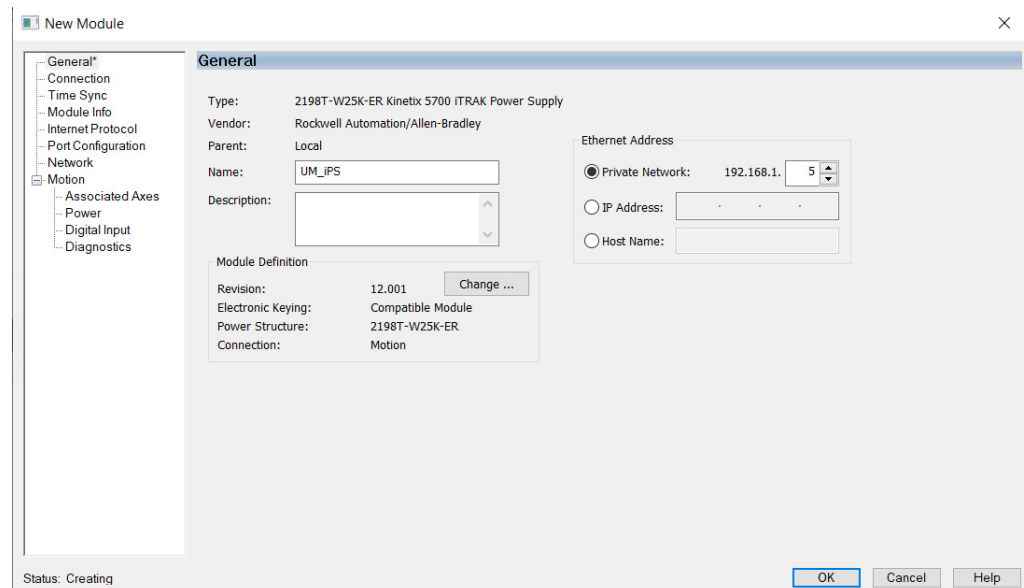 New Module
General*
Connection
Time Sync
Module Info
Internet Protocol
Port Configuration
Network
Motion
Associated Axes
Power
Digital Input
Diagnostics
General
Type: 2198T-W25K-ER Kinetix 5700 iTRAK Power Supply
Vendor: Rockwell Automation/Allen-Bradley
Parent: Local
Name: UM_iPS
Description:
Module Definition
Revision: 12.001 Change ...
Electronic Keying: Compatible Module
Power Structure: 2198T-W25K-ER
Connection: Motion
Ethernet Address
Private Network: 192.168.1. 5
IP Address: . . .
Host Name:
Status: Creating
OK Cancel Help